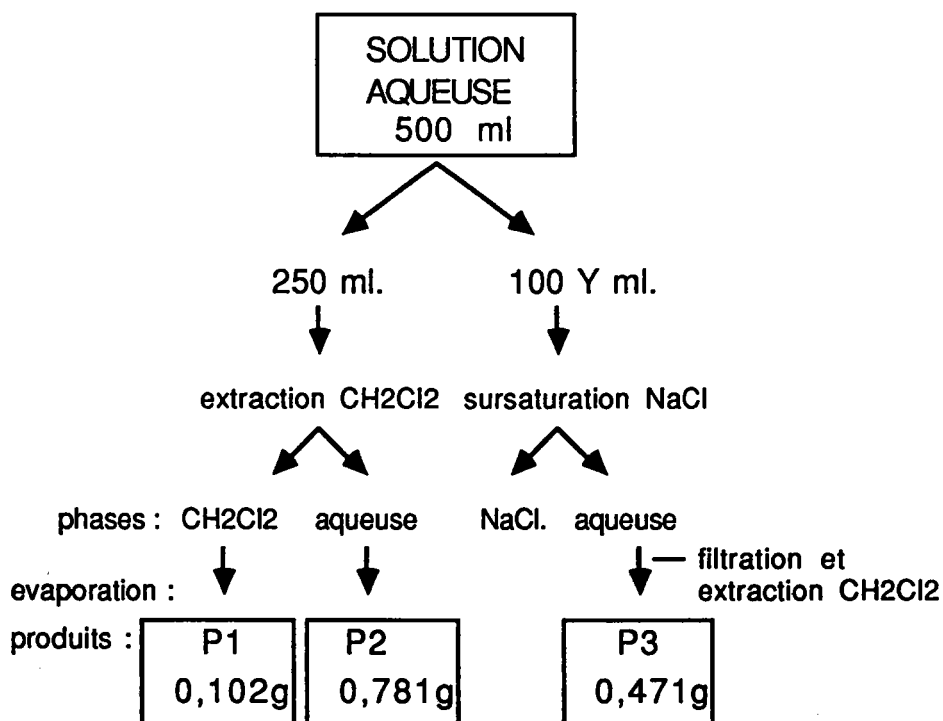 SOLUTION
AQUEUSE
500 ml
250 ml. 100 Y ml.
extraction CH2Cl2 sursaturation NaCl
phases : CH2Cl2 aqueuse NaCl. aqueuse
filtration et
evaporation : extraction CH2Cl2
produits : P1 P2 P3
0,102g 0,781g 0,471g